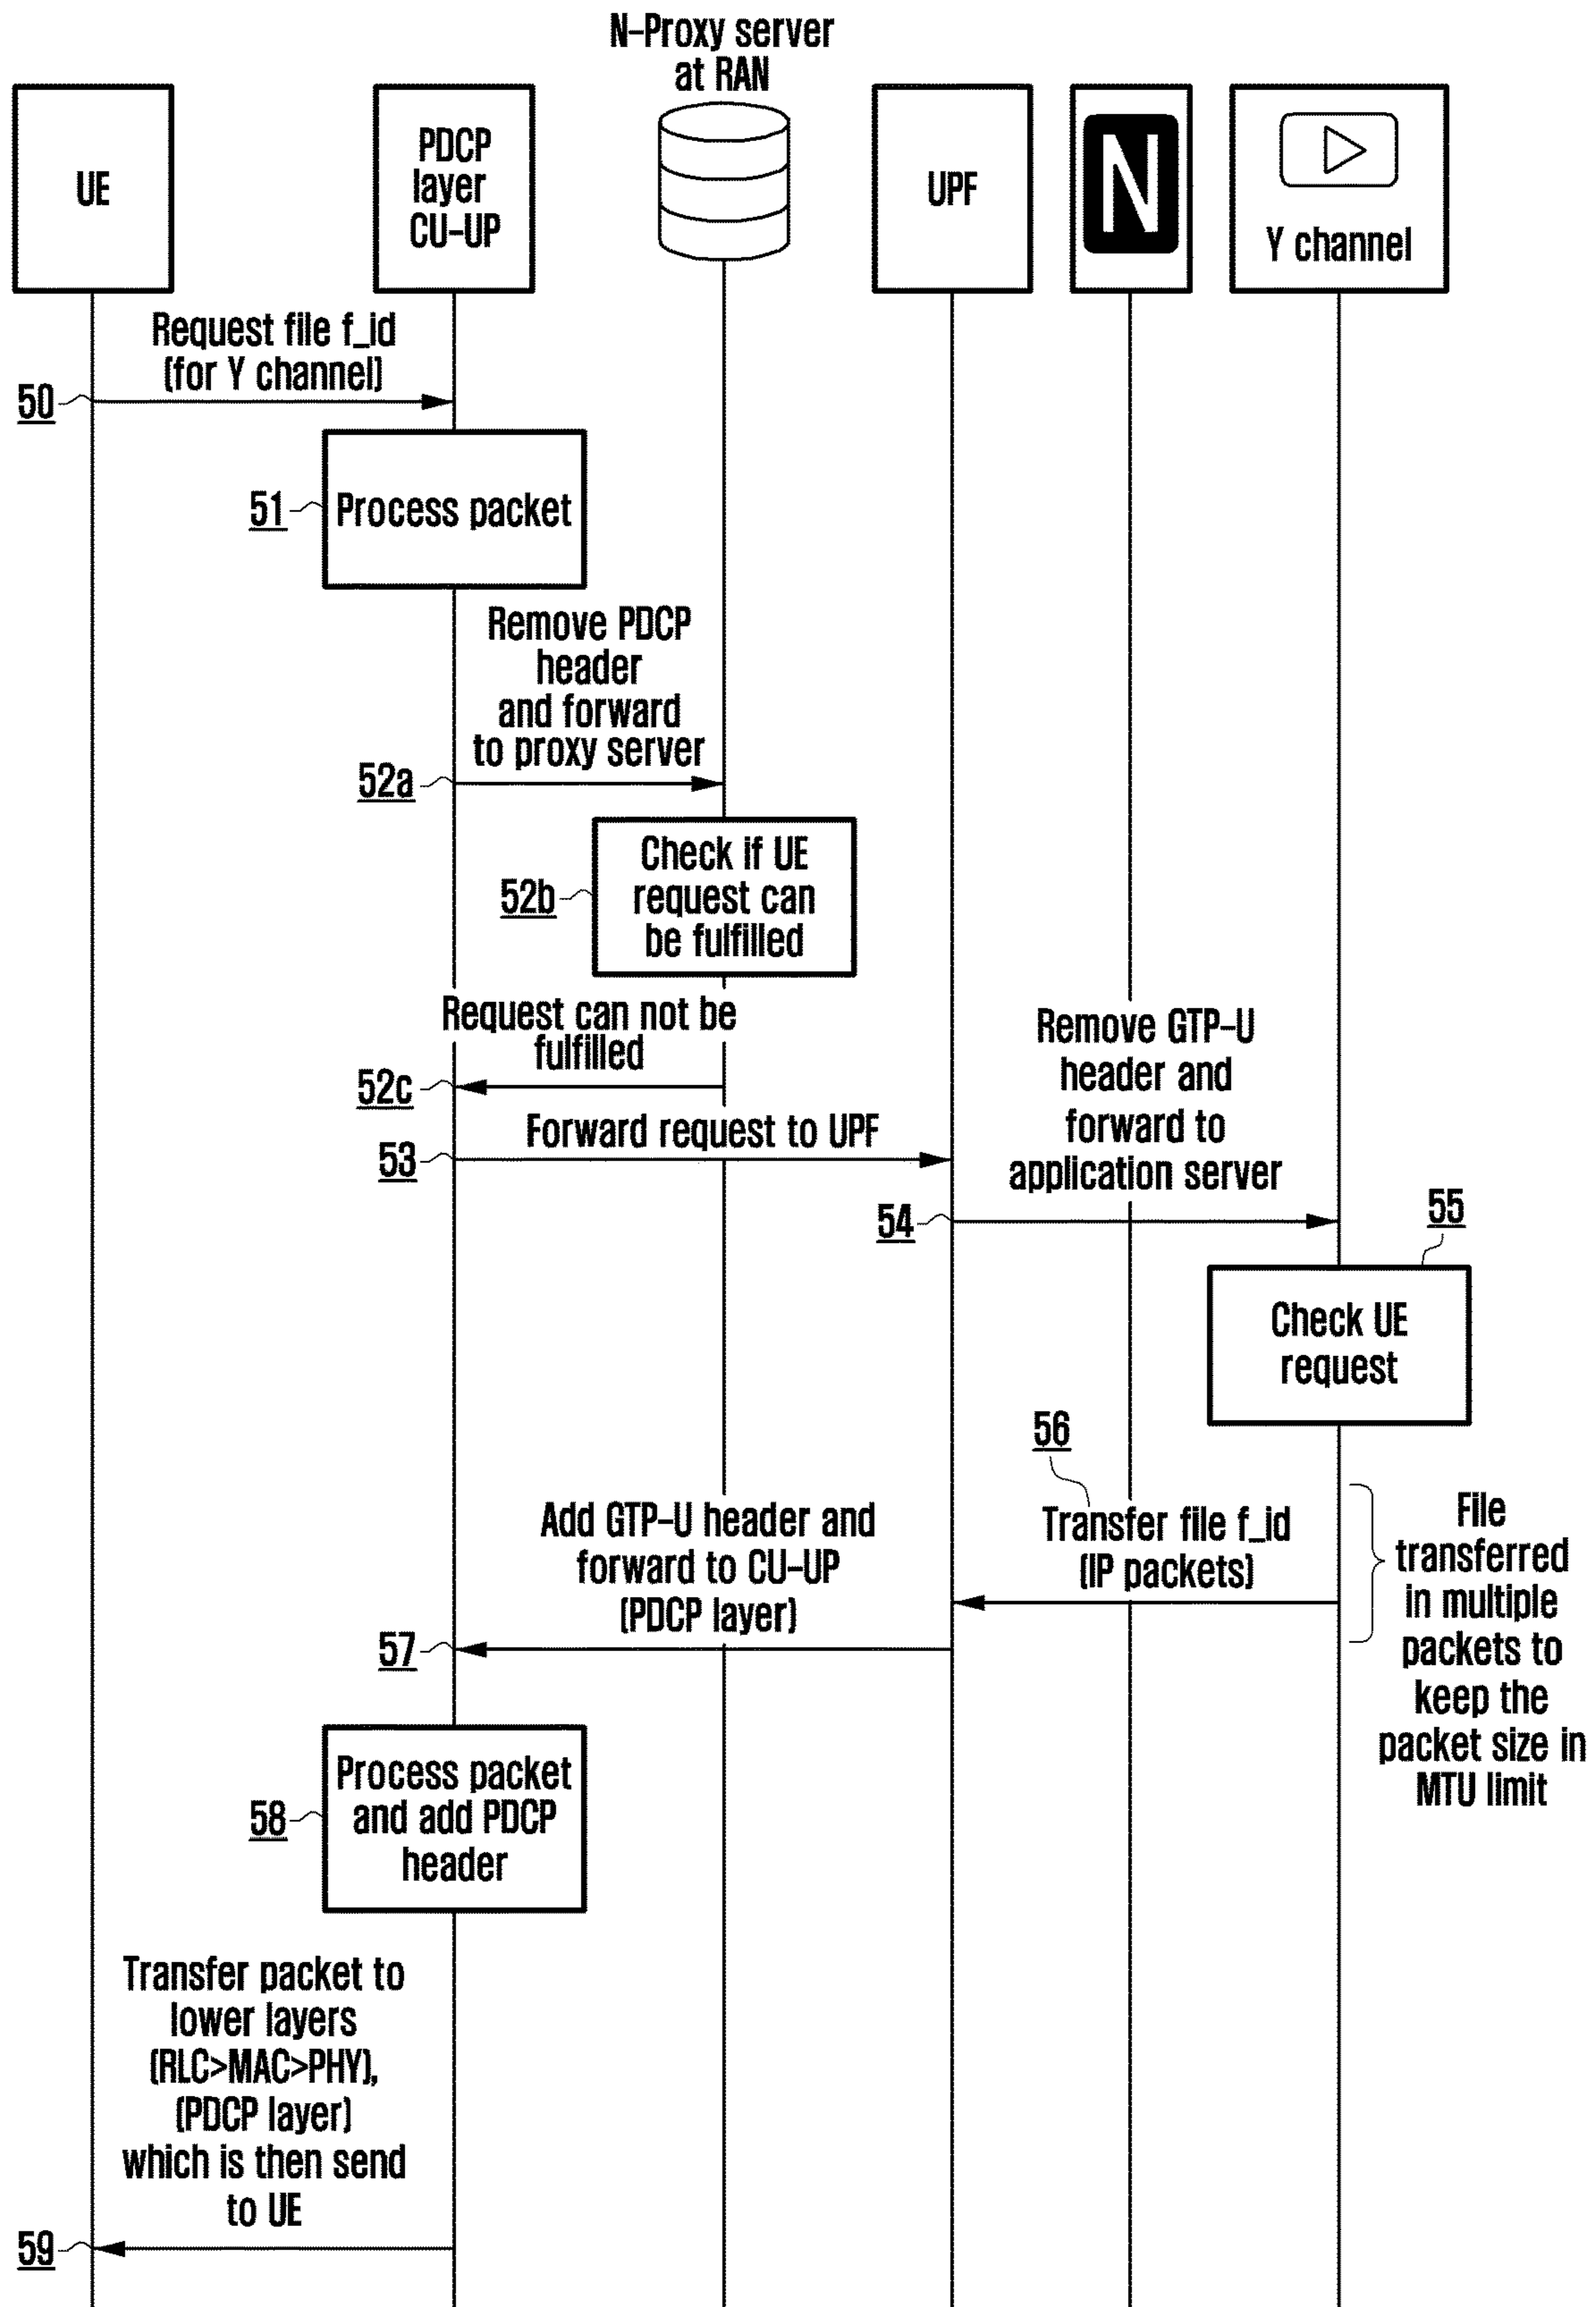 N-Proxy server
at RAN
UE
PDCP
layer
CU-UP
UPF
N
Y channel
Request file f_id
(for Y channel)
50
51
Process packet
Remove PDCP
header
and forward
to proxy server
52a
Check if UE
request can
be fulfilled
52b
Request can not be
fulfilled
52c
Forward request to UPF
53
Remove GTP-U
header and
forward to
application server
54
55
Check UE
request
56
Transfer file f_id
(IP packets)
File
transferred
in multiple
packets to
keep the
packet size in
MTU limit
Add GTP-U header and
forward to CU-UP
(PDCP layer)
57
Process packet
and add PDCP
header
58
Transfer packet to
lower layers
(RLC>MAC>PHY),
(PDCP layer)
which is then send
to UE
59